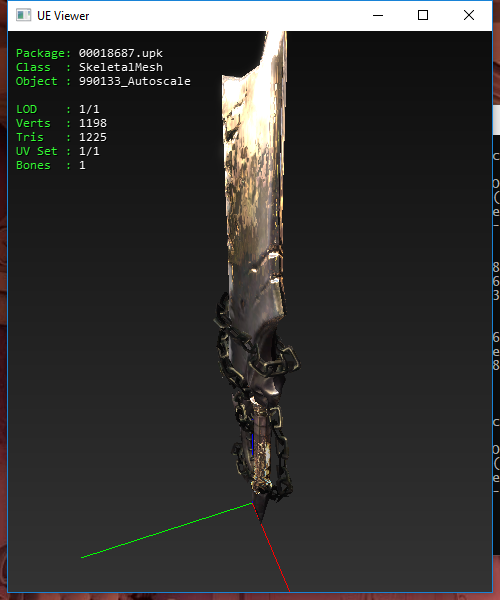 UE Viewer
Package: 00018687.upk
Class  : SkeletalMesh
Object : 990133_Autoscale
LOD    : 1/1
Verts  : 1198
Tris   : 1225
UV Set : 1/1
Bones  : 1